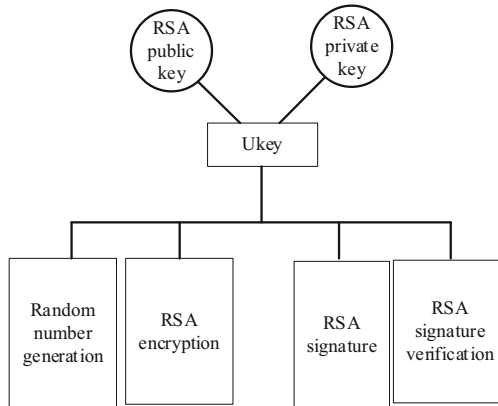 RSA
public
key
RSA
private
key
Ukey
Random
number
generation
RSA
encryption
RSA
signature
RSA
signature
verification